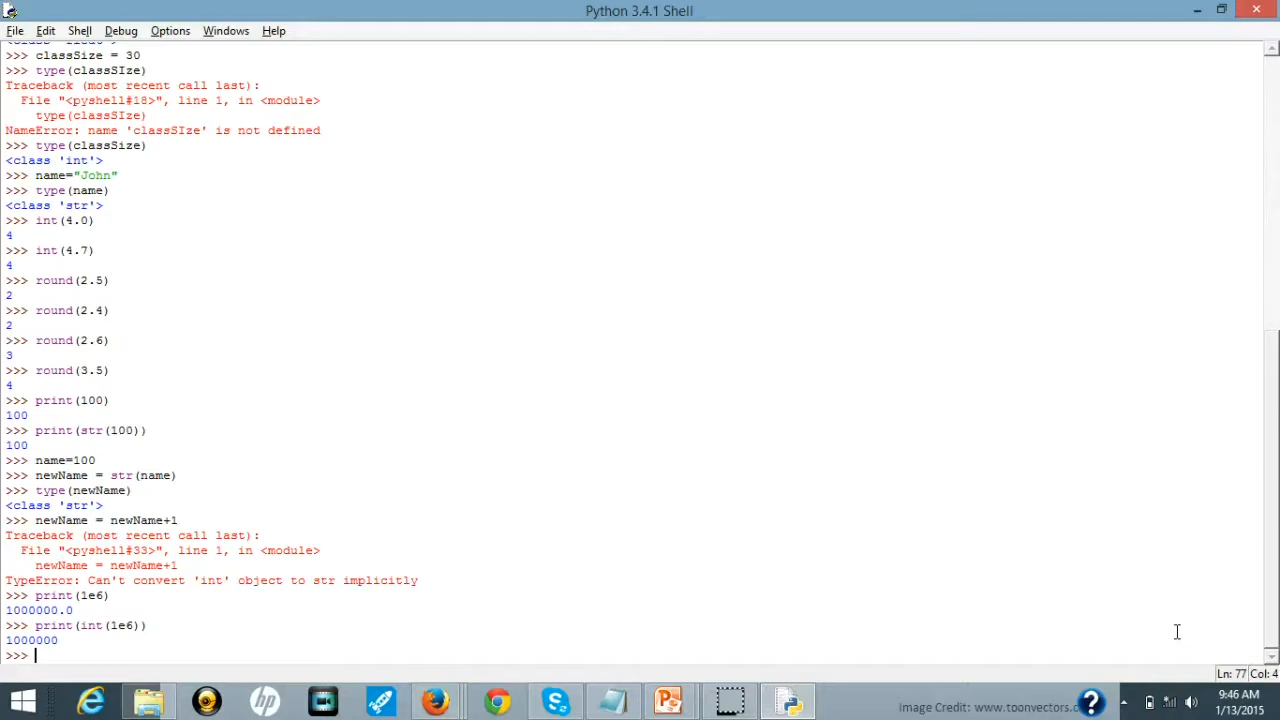 Python 3.4.1 Shell
File Edit Shell Debug Options Windows Help
>>> classSize = 30
>>> type(classSIze)
Traceback (most recent call last):
  File "<pyshell#18>", line 1, in <module>
    type(classSIze)
NameError: name 'classSIze' is not defined
>>> type(classSize)
<class 'int'>
>>> name="John"
>>> type(name)
<class 'str'>
>>> int(4.0)
4
>>> int(4.7)
4
>>> round(2.5)
2
>>> round(2.4)
2
>>> round(2.6)
3
>>> round(3.5)
4
>>> print(100)
100
>>> print(str(100))
100
>>> name=100
>>> newName = str(name)
>>> type(newName)
<class 'str'>
>>> newName = newName+1
Traceback (most recent call last):
  File "<pyshell#33>", line 1, in <module>
    newName = newName+1
TypeError: Can't convert 'int' object to str implicitly
>>> print(1e6)
1000000.0
>>> print(int(1e6))
1000000
>>>
Ln: 77 Col: 4
hp
Image Credit: www.toonvectors.c
9:46 AM
1/13/2015